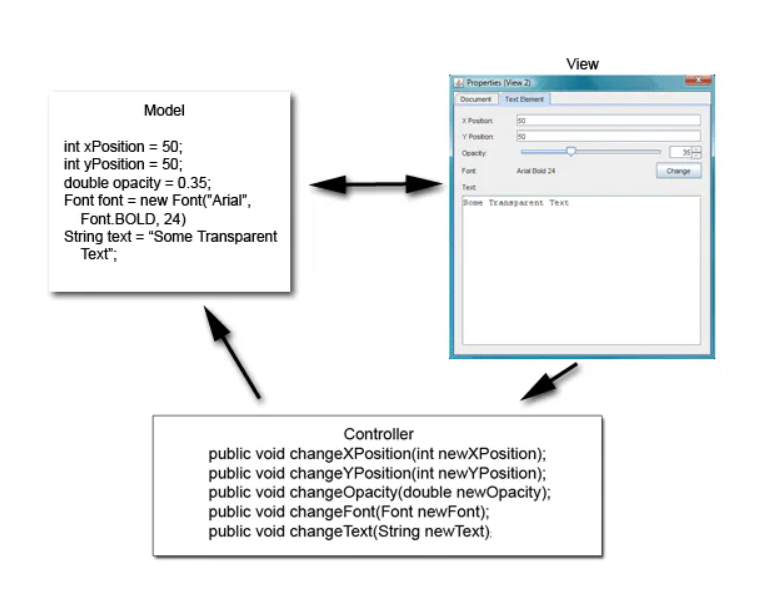 View
Properties (View 2)
Document Text Element
X Position: 50
Y Position: 50
Opacity: 35
Font: Arial Bold 24 Change
Text:
Some Transparent Text
Model
int xPosition = 50;
int yPosition = 50;
double opacity = 0.35;
Font font = new Font("Arial",
Font.BOLD, 24)
String text = “Some Transparent
Text”;
Controller
public void changeXPosition(int newXPosition);
public void changeYPosition(int newYPosition);
public void changeOpacity(double newOpacity);
public void changeFont(Font newFont);
public void changeText(String newText);